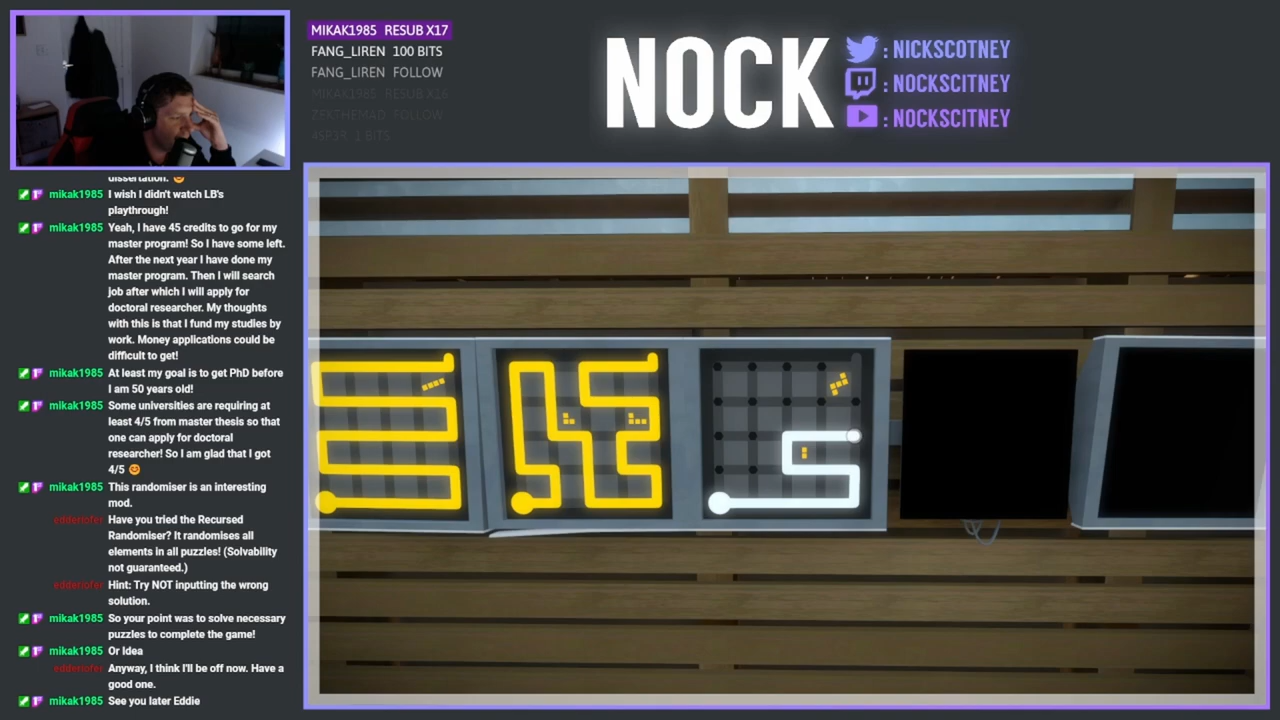 MIKAK1985 RESUB X17
FANG_LIREN 100 BITS
FANG_LIREN FOLLOW
MIKAK1985 RESUB X16
ZEKTHEMAD FOLLOW
4SP3R 1 BITS
NOCK
: NICKSCOTNEY
: NOCKSCITNEY
: NOCKSCITNEY
dissertation.
mikak1985 I wish I didn't watch LB's
playthrough!
mikak1985 Yeah, I have 45 credits to go for my
master program! So I have some left.
After the next year I have done my
master program. Then I will search
job after which I will apply for
doctoral researcher. My thoughts
with this is that I fund my studies by
work. Money applications could be
difficult to get!
mikak1985 At least my goal is to get PhD before
I am 50 years old!
mikak1985 Some universities are requiring at
least 4/5 from master thesis so that
one can apply for doctoral
researcher! So I am glad that I got
4/5
mikak1985 This randomiser is an interesting
mod.
Have you tried the Recursed
Randomiser? It randomises all
elements in all puzzles! (Solvability
not guaranteed.)
Hint: Try NOT inputting the wrong
solution.
mikak1985 So your point was to solve necessary
puzzles to complete the game!
mikak1985 Or Idea
Anyway, I think I'll be off now. Have a
good one.
mikak1985 See you later Eddie